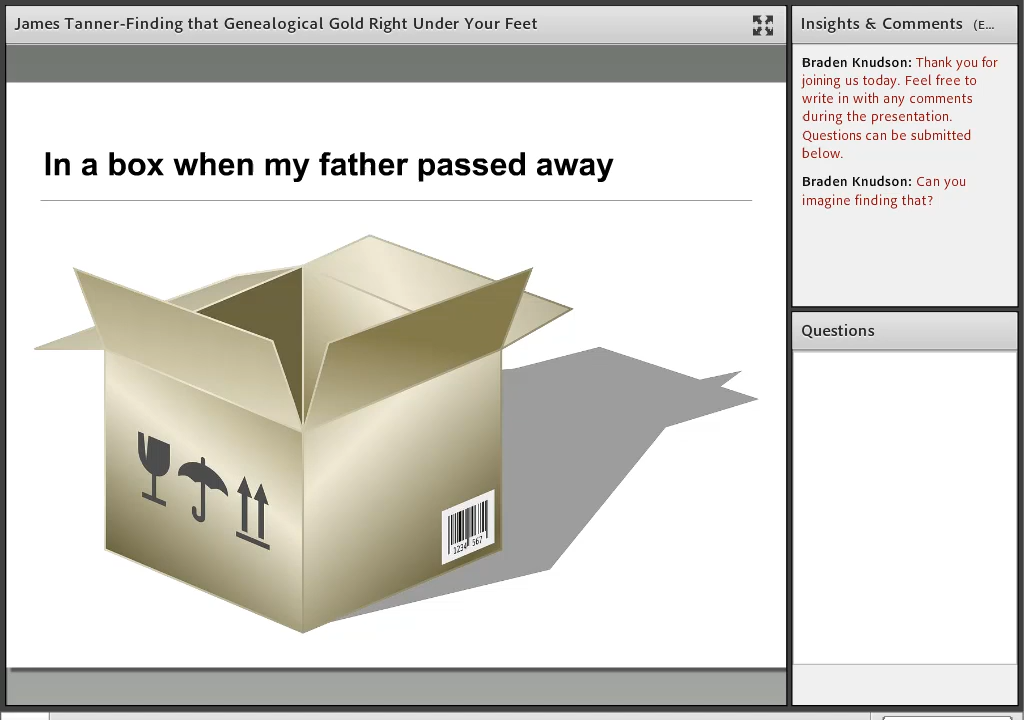 James Tanner-Finding that Genealogical Gold Right Under Your Feet
In a box when my father passed away
1234 567
Insights & Comments (E...
Braden Knudson: Thank you for
joining us today. Feel free to
write in with any comments
during the presentation.
Questions can be submitted
below.
Braden Knudson: Can you
imagine finding that?
Questions